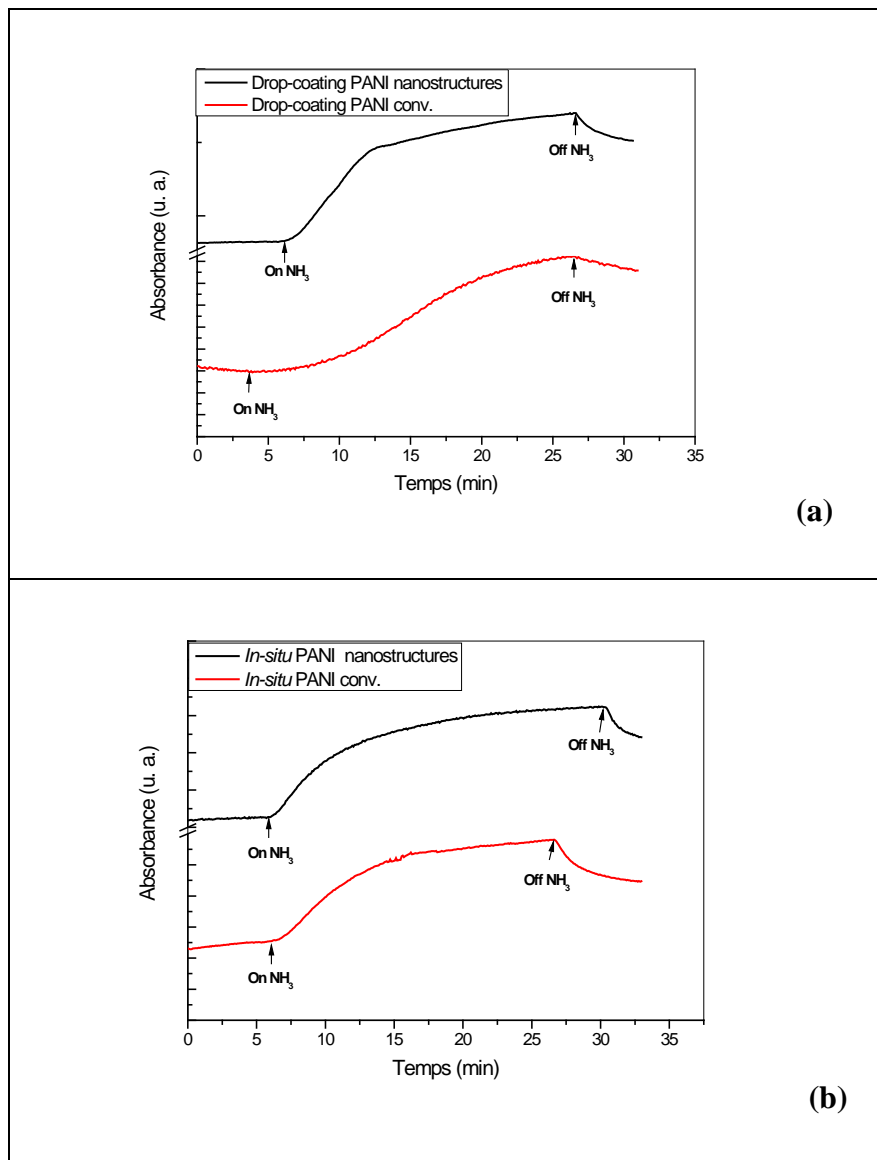 Drop-coating PANI nanostructures
Drop-coating PANI conv.
Absorbance (u. a.)
On NH3
Off NH3
On NH3
Off NH3
0 5 10 15 20 25 30 35
Temps (min)
(a)
In-situ PANI nanostructures
In-situ PANI conv.
Absorbance (u. a.)
On NH3
Off NH3
On NH3
Off NH3
0 5 10 15 20 25 30 35
Temps (min)
(b)